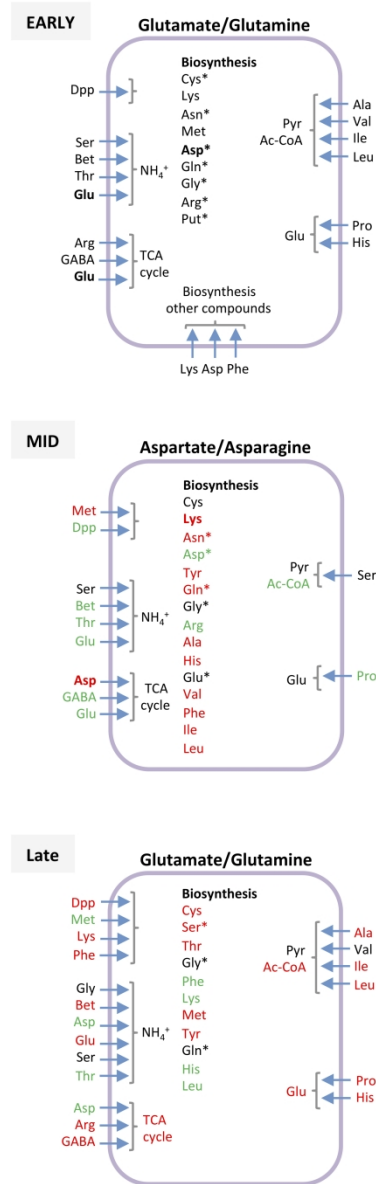 EARLY
Glutamate/Glutamine
Biosynthesis
Cys*
Lys
Asn*
Met
Asp*
Gln*
Gly*
Arg*
Put*
Dpp
Ser
Bet
Thr
Glu
NH₄⁺
Arg
GABA
Glu
TCA
cycle
Pyr
Ac-CoA
Ala
Val
Ile
Leu
Glu
Pro
His
Biosynthesis
other compounds
Lys Asp Phe
MID
Aspartate/Asparagine
Biosynthesis
Cys
Lys
Asn*
Asp*
Tyr
Gln*
Gly*
Arg
Ala
His
Glu*
Val
Phe
Ile
Leu
Met
Dpp
Ser
Bet
Thr
Glu
NH₄⁺
Asp
GABA
Glu
TCA
cycle
Pyr
Ac-CoA
Ser
Glu
Pro
Late
Glutamate/Glutamine
Biosynthesis
Cys
Ser*
Thr
Gly*
Phe
Lys
Met
Tyr
Gln*
His
Leu
Dpp
Met
Lys
Phe
Gly
Bet
Asp
Glu
Ser
Thr
NH₄⁺
Asp
Arg
GABA
TCA
cycle
Pyr
Ac-CoA
Ala
Val
Ile
Leu
Glu
Pro
His